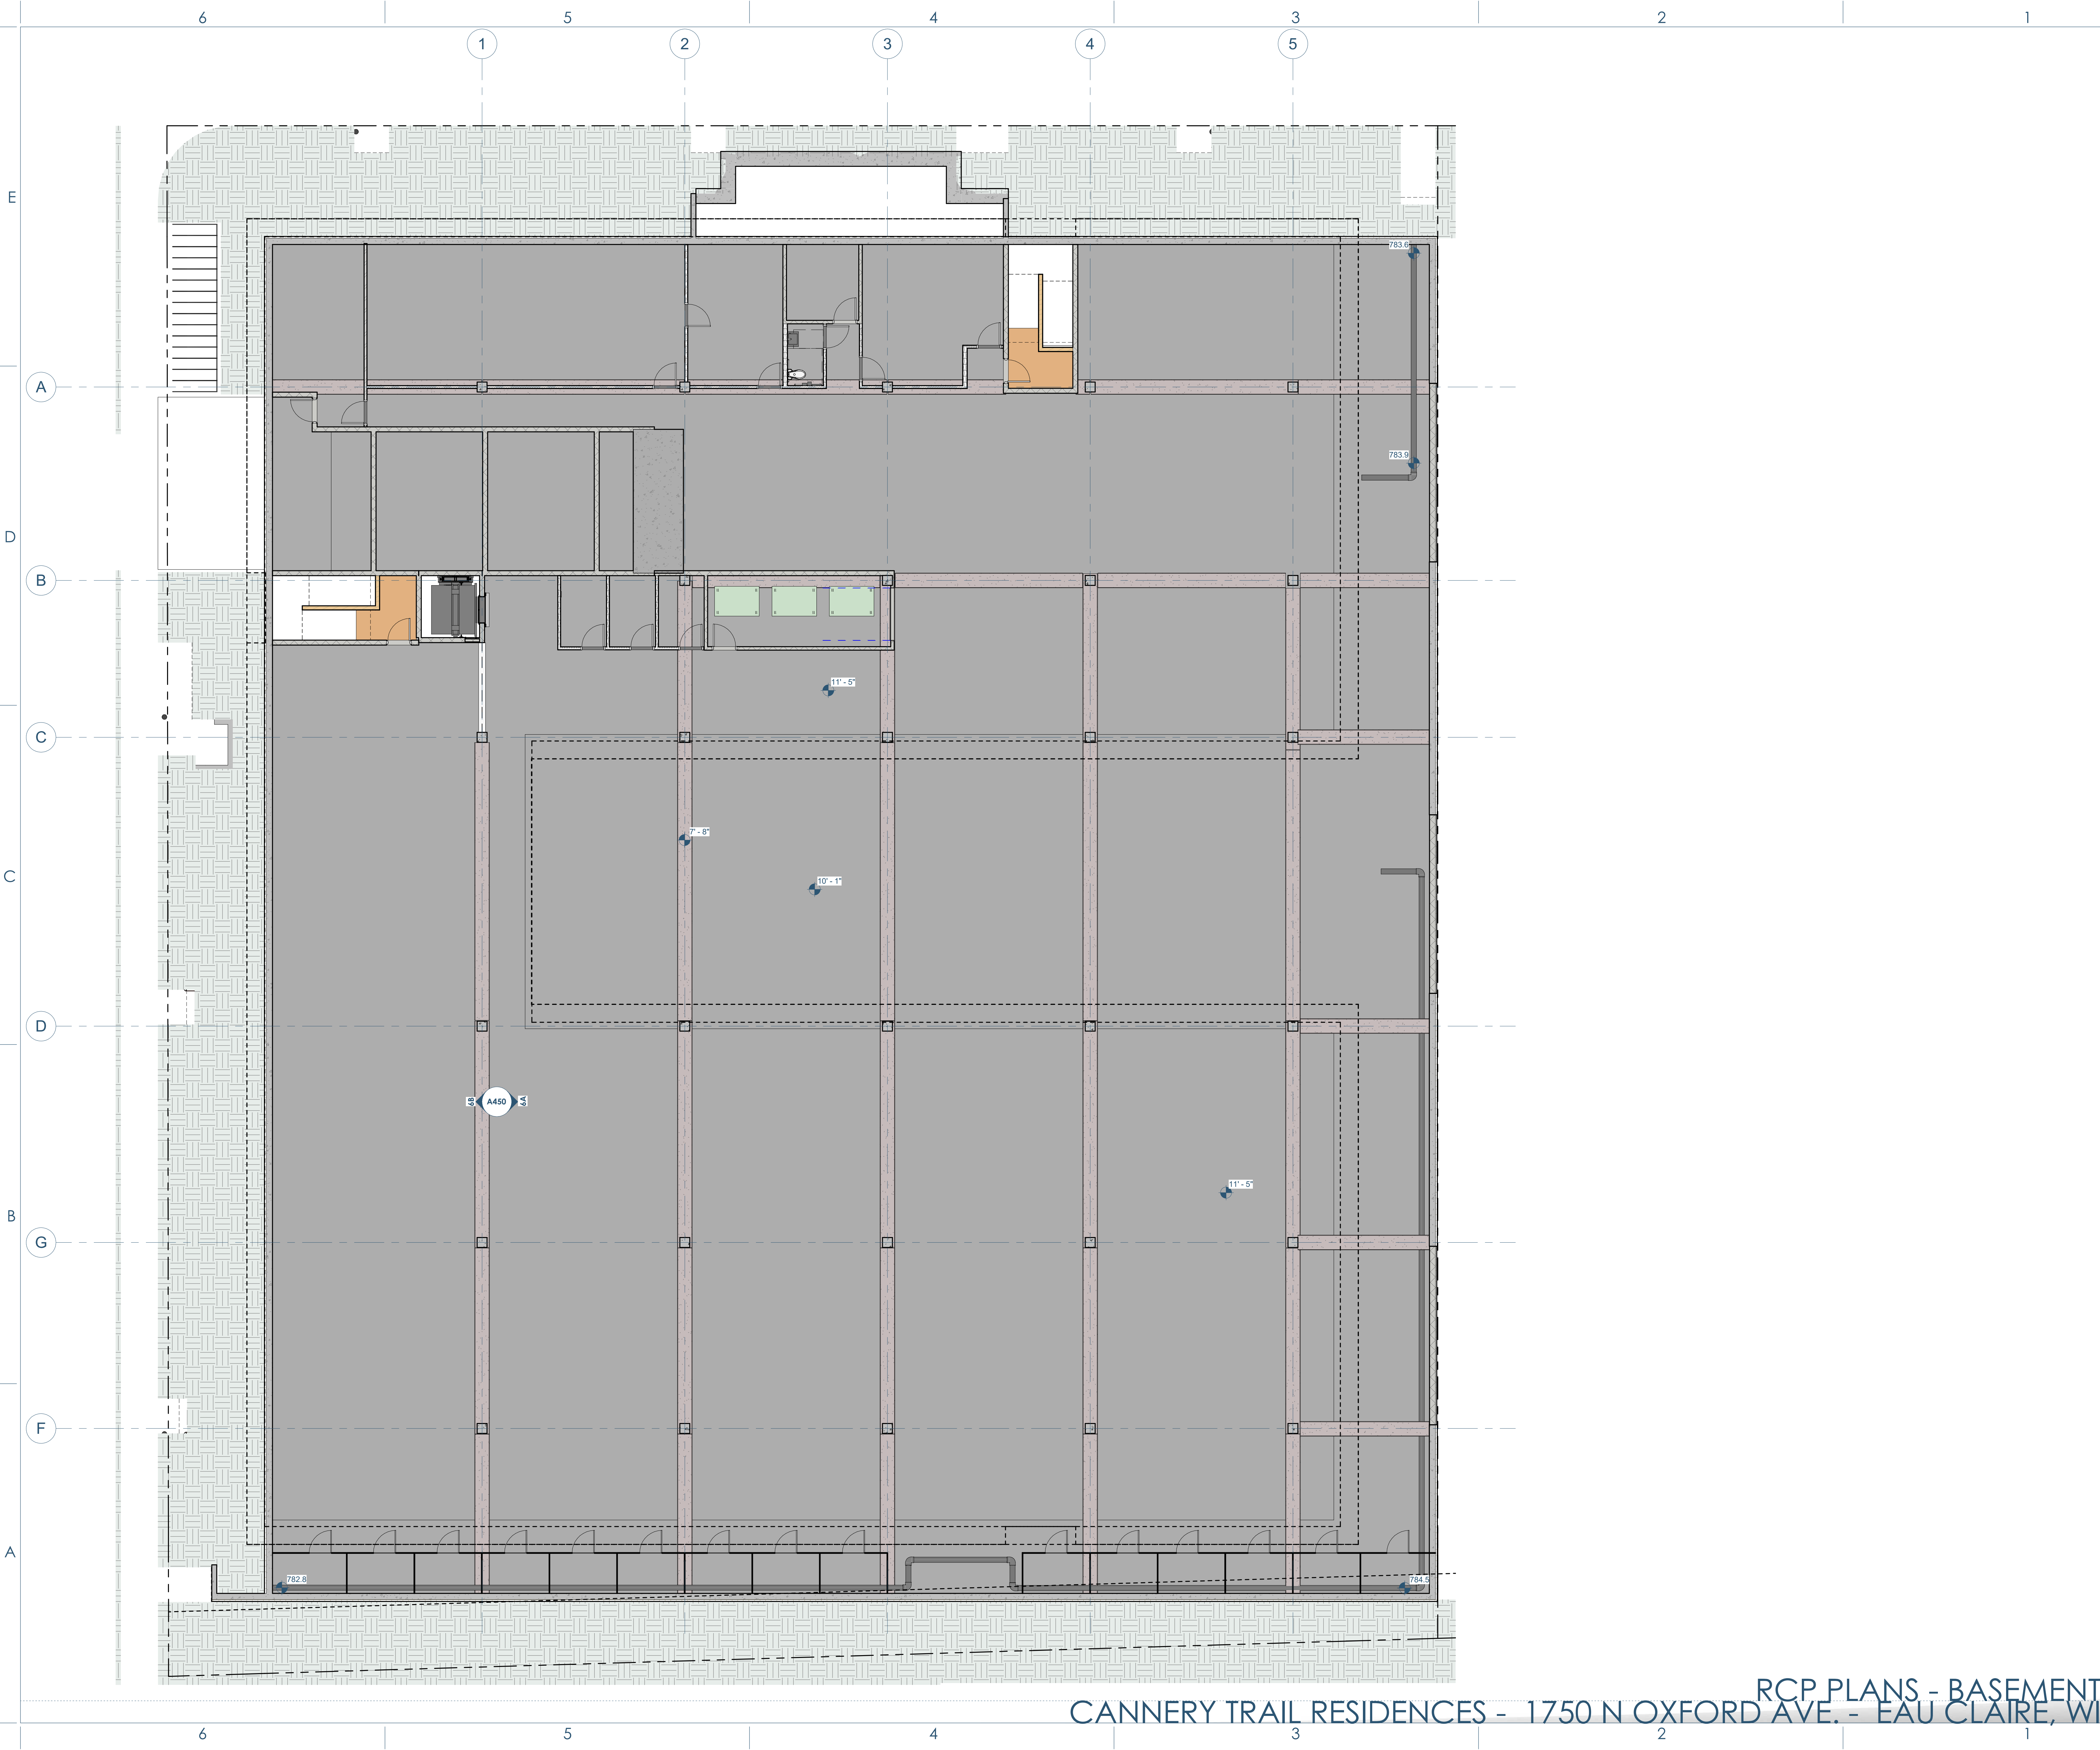 6 5 4 3 2 1
1 2 3 4 5
E
783.6
A
783.9
D
B
11' - 5"
C
7' - 8"
C
10' - 1"
D
6B A450 6A
11' - 5"
B
G
F
A
782.8 784.5
RCP PLANS - BASEMENT
CANNERY TRAIL RESIDENCES - 1750 N OXFORD AVE. - EAU CLAIRE, WI
6 5 4 3 2 1